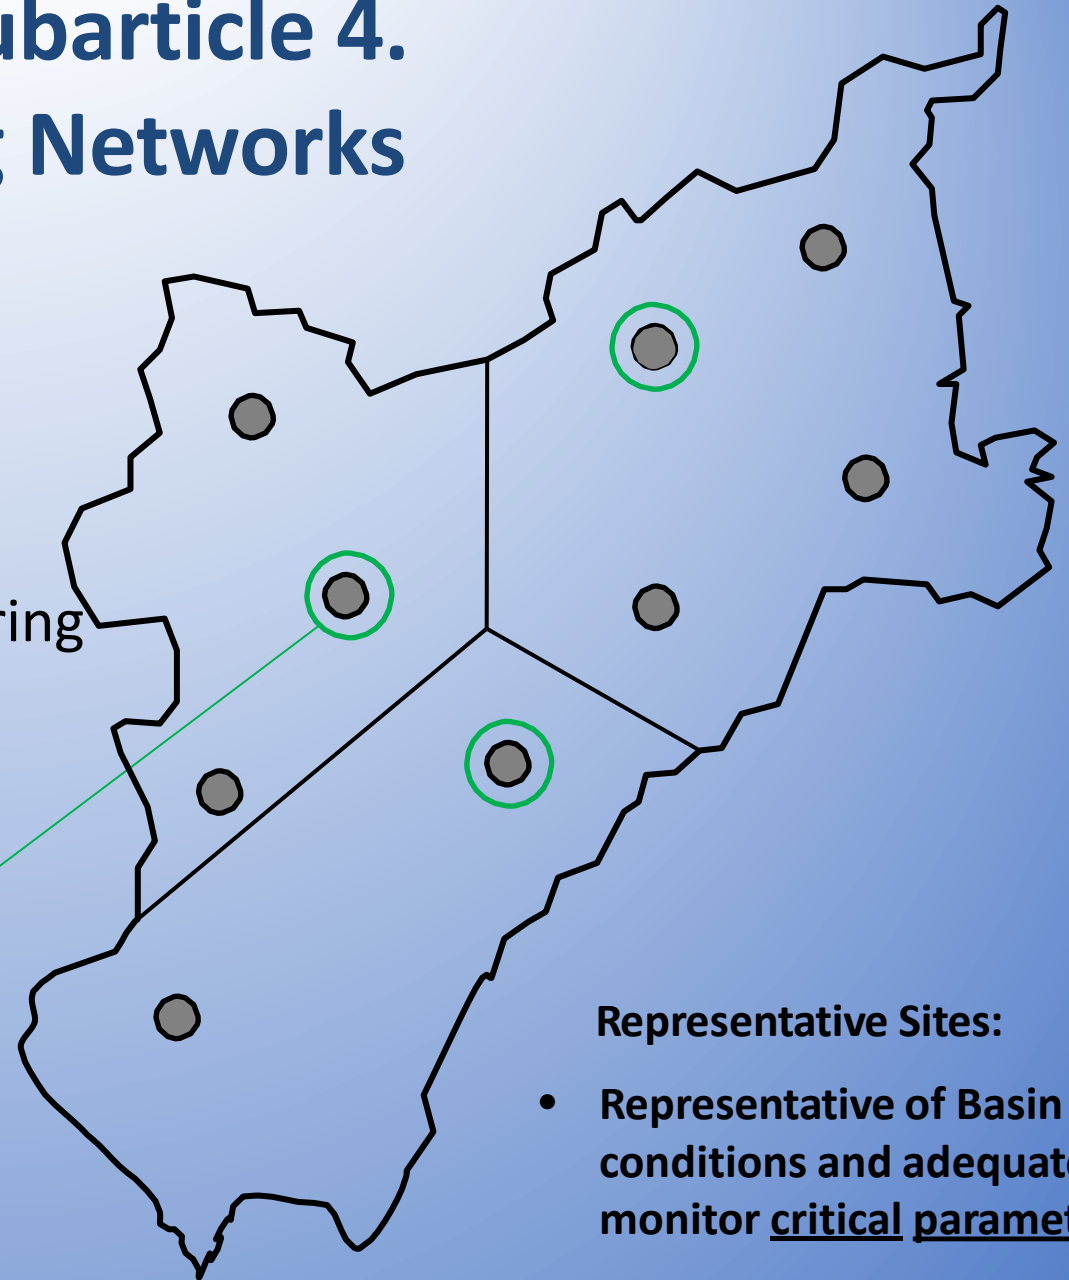 ubarticle 4.
g Networks
ring
Representative Sites:
• Representative of Basin
conditions and adequate
monitor critical paramet